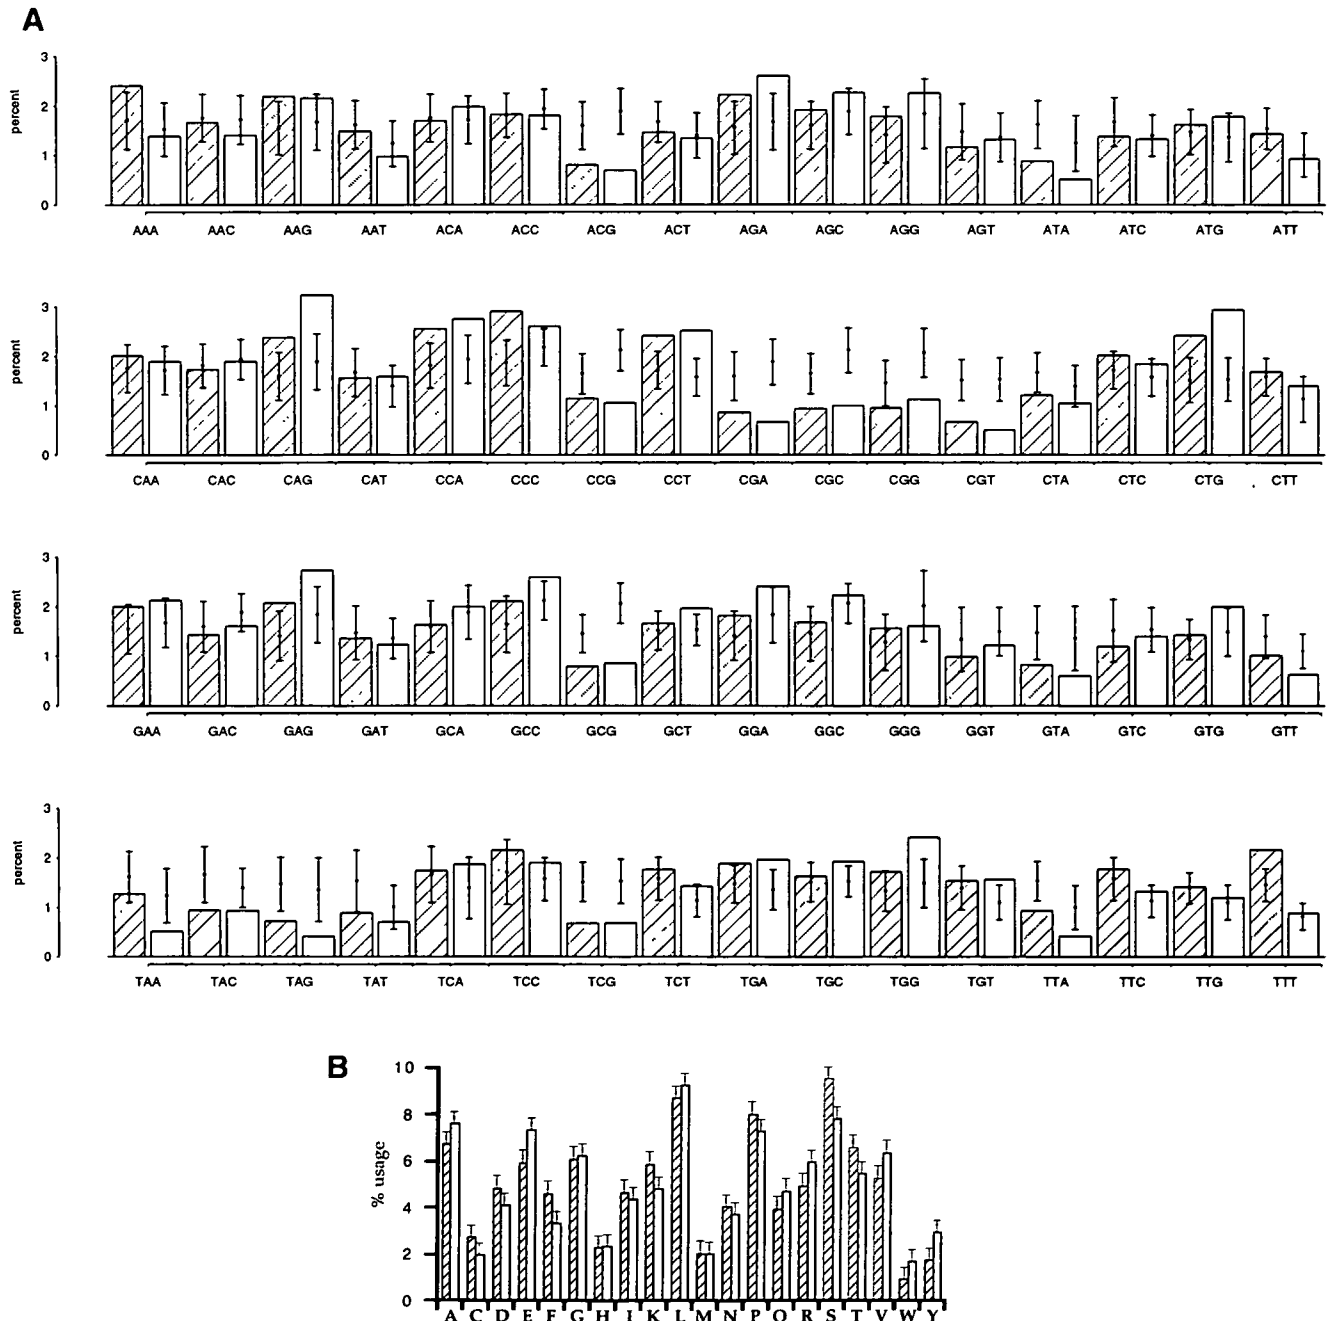 A
3
2
1
0
percent
AAA AAC AAG AAT ACA ACC ACG ACT AGA AGC AGG AGT ATA ATC ATG ATT
3
2
1
0
percent
CAA CAC CAG CAT CCA CCC CCG CCT CGA CGC CGG CGT CTA CTC CTG CTT
3
2
1
0
percent
GAA GAC GAG GAT GCA GCC GCG GCT GGA GGC GGG GGT GTA GTC GTG GTT
3
2
1
0
percent
TAA TAC TAG TAT TCA TCC TCG TCT TGA TGC TGG TGT TTA TTC TTG TTT
B
10
8
6
4
2
0
% usage
A C D E F G H I K L M N P Q R S T V W Y